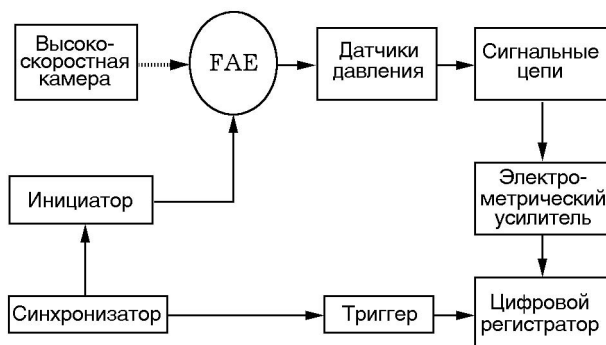 Высоко-
скоростная
камера
FAE
Датчики
давления
Сигнальные
цепи
Инициатор
Электро-
метрический
усилитель
Синхронизатор
Триггер
Цифровой
регистратор